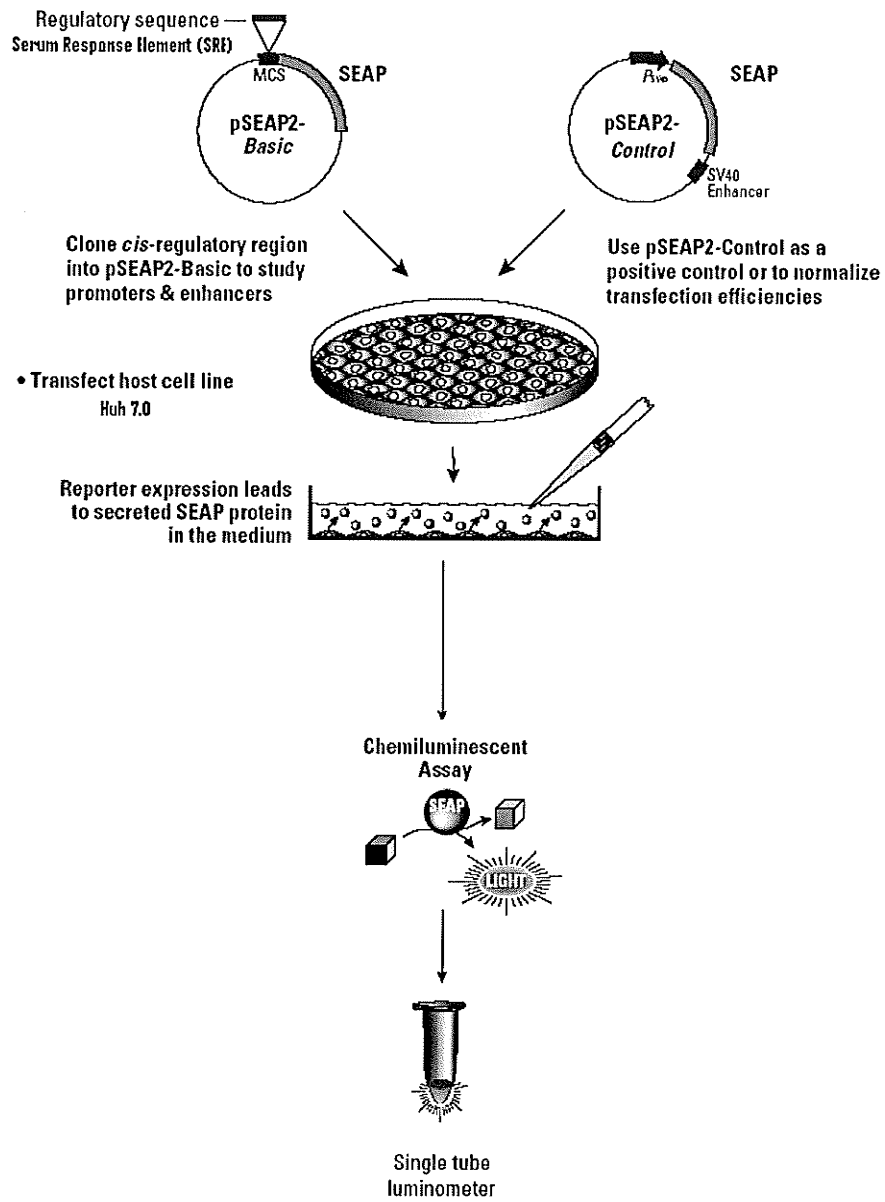 Regulatory sequence
Serum Response Element (SRE)
MCS
SEAP
pSEAP2-
Basic
SEAP
pSEAP2-
Control
SV40
Enhancer
Clone cis-regulatory region
into pSEAP2-Basic to study
promoters & enhancers
Use pSEAP2-Control as a
positive control or to normalize
transfection efficiencies
• Transfect host cell line
Huh 7.0
Reporter expression leads
to secreted SEAP protein
in the medium
Chemiluminescent
Assay
SEAP
LIGHT
Single tube
luminometer